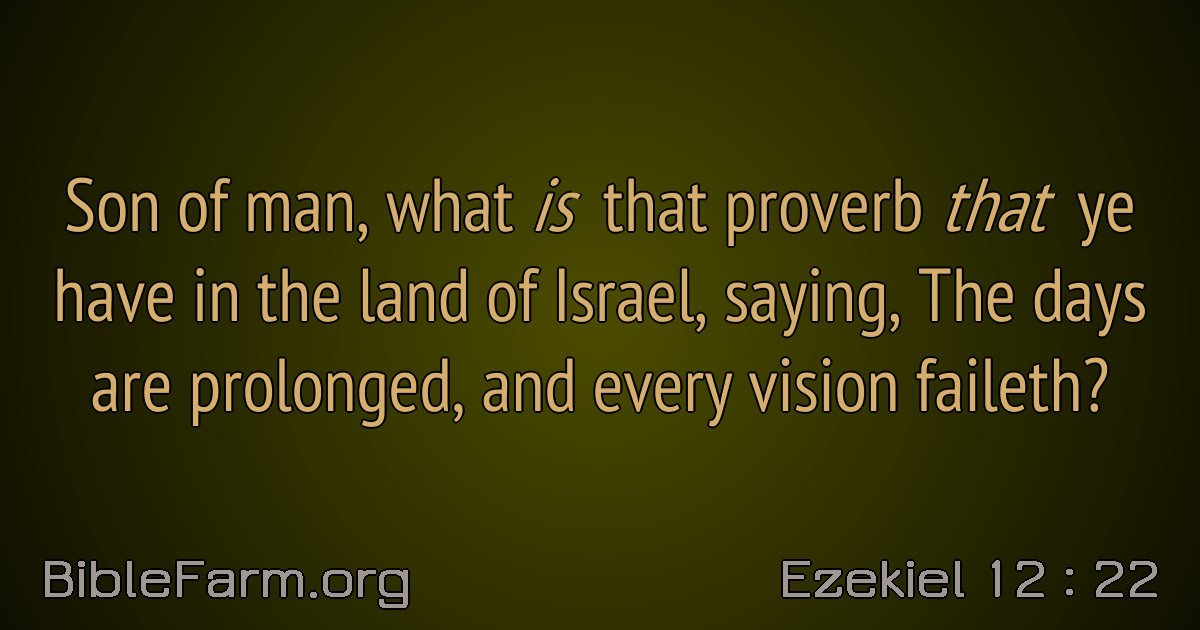 Son of man, what is that proverb that ye
have in the land of Israel, saying, The days
are prolonged, and every vision faileth?
BibleFarm.org
Ezekiel 12 : 22